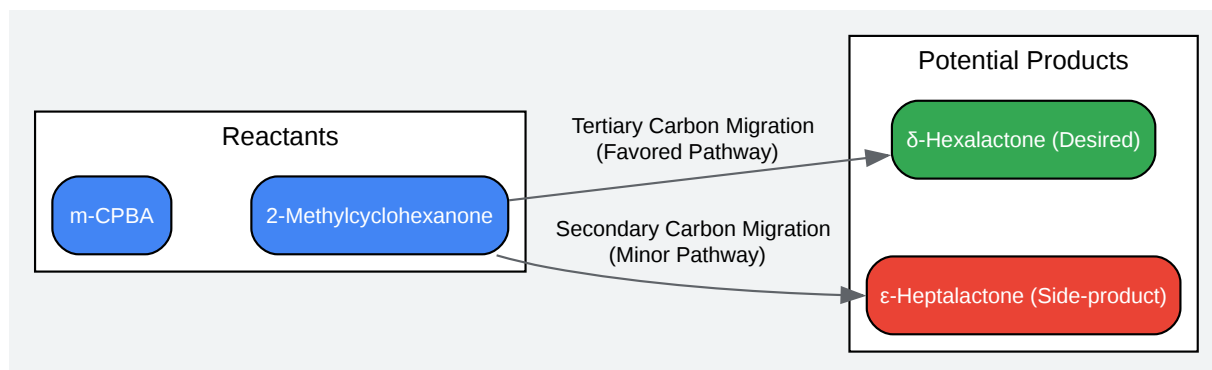 Reactants
m-CPBA
2-Methylcyclohexanone
Tertiary Carbon Migration
(Favored Pathway)
Secondary Carbon Migration
(Minor Pathway)
Potential Products
δ-Hexalactone (Desired)
ε-Heptalactone (Side-product)